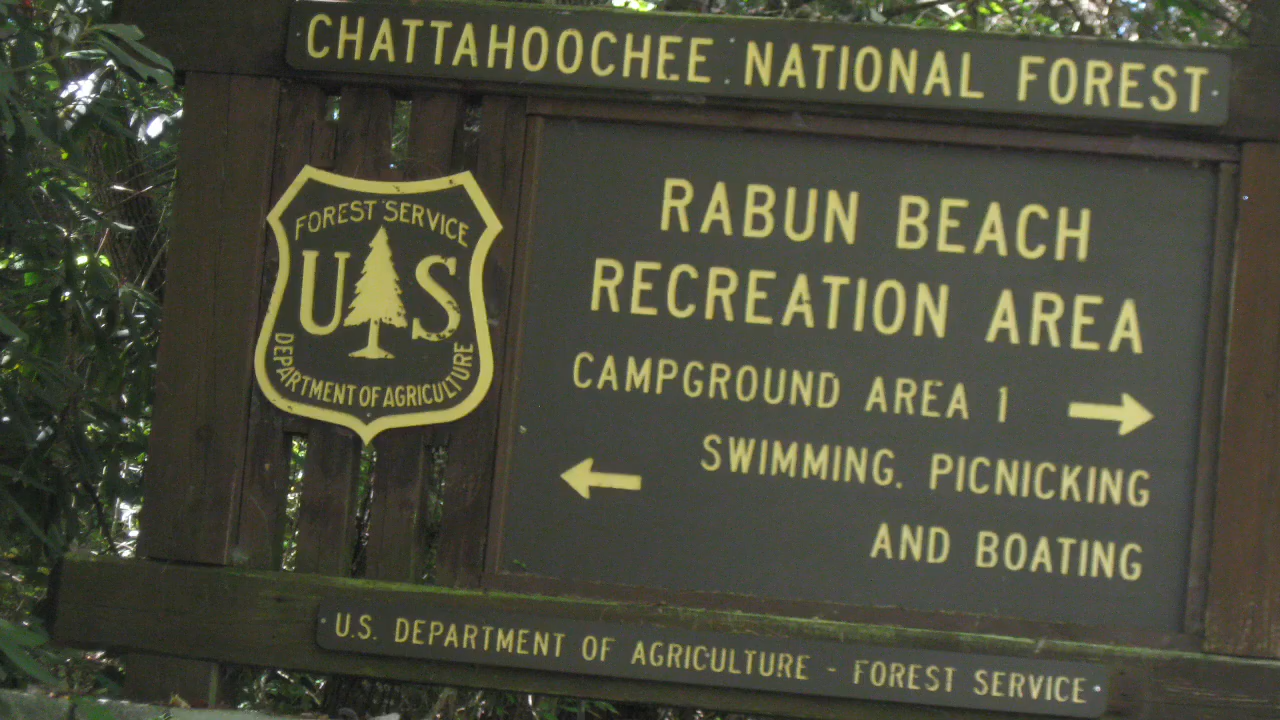 CHATTAHOOCHEE NATIONAL FOREST
FOREST SERVICE
US
DEPARTMENT OF AGRICULTURE
RABUN BEACH
RECREATION AREA
CAMPGROUND AREA 1
SWIMMING, PICNICKING
AND BOATING
U.S. DEPARTMENT OF AGRICULTURE - FOREST SERVICE